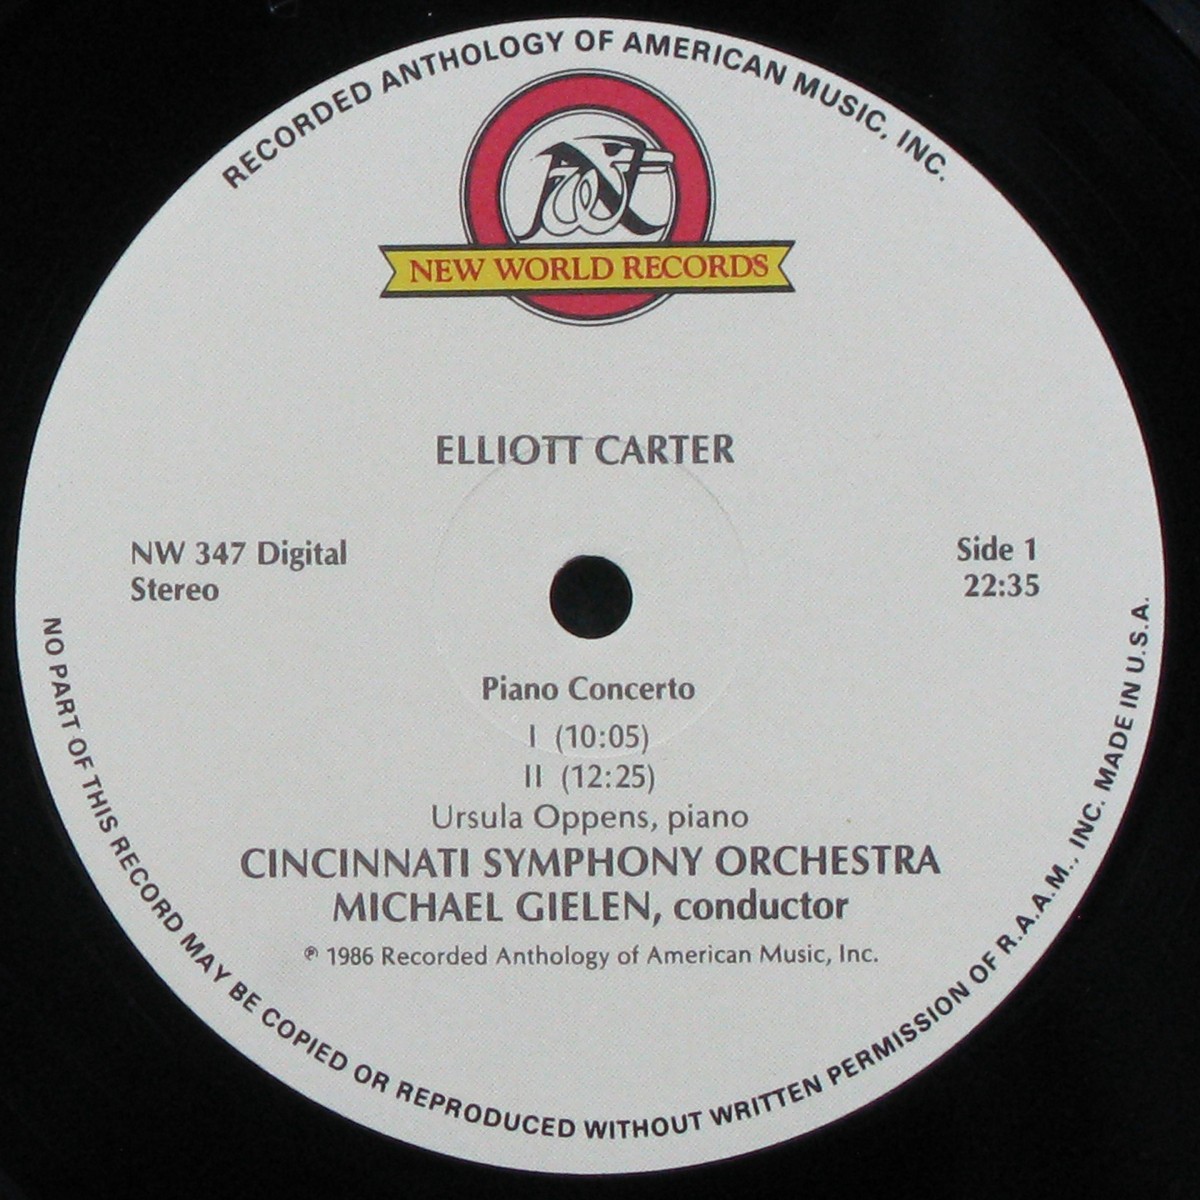 RECORDED ANTHOLOGY OF AMERICAN MUSIC, INC.
NEW WORLD RECORDS
ELLIOTT CARTER
NW 347 Digital
Stereo
Side 1
22:35
Piano Concerto
I (10:05)
II (12:25)
Ursula Oppens, piano
CINCINNATI SYMPHONY ORCHESTRA
MICHAEL GIELEN, conductor
℗ 1986 Recorded Anthology of American Music, Inc.
NO PART OF THIS RECORD MAY BE COPIED OR REPRODUCED WITHOUT WRITTEN PERMISSION OF R.A.A.M., INC. MADE IN U.S.A.